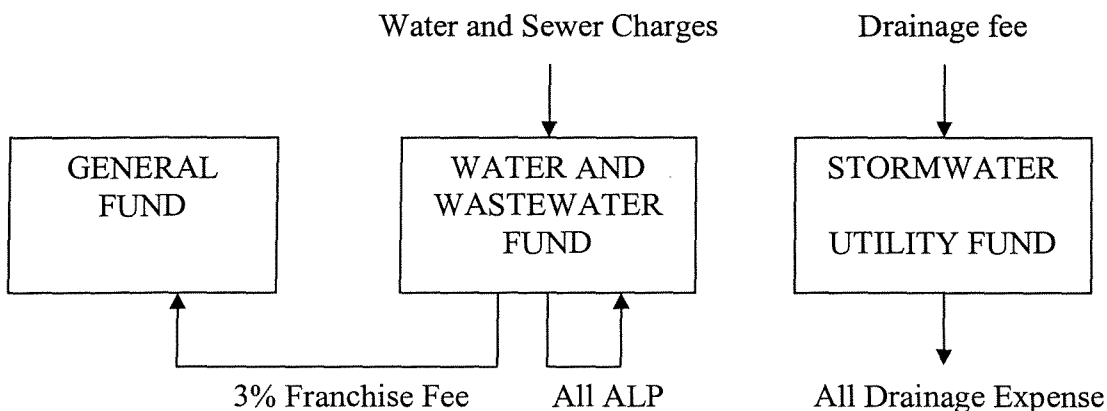 Water and Sewer Charges
Drainage fee
GENERAL
FUND
WATER AND
WASTEWATER
FUND
STORMWATER
UTILITY FUND
3% Franchise Fee
All ALP
All Drainage Expense